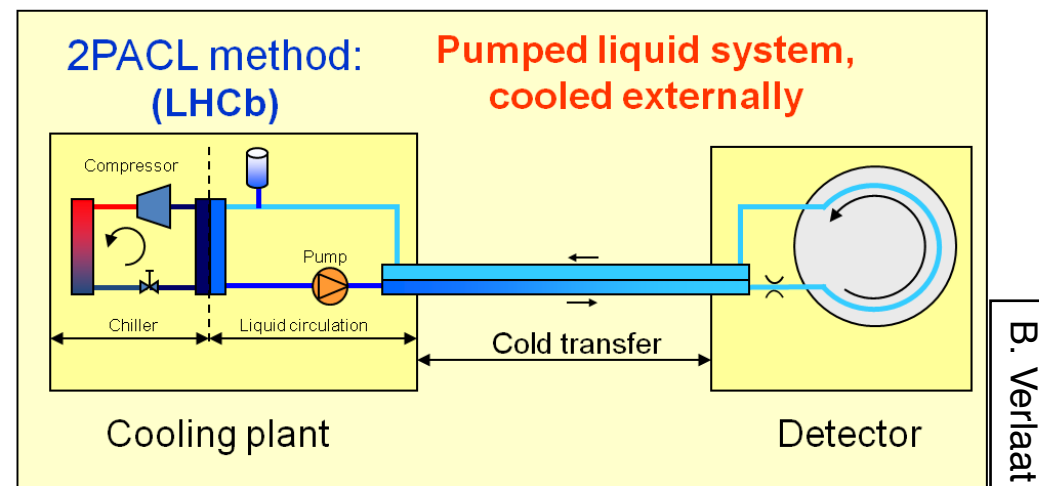 2PACL method:
(LHCb)
Pumped liquid system,
cooled externally
Compressor
Pump
Chiller
Liquid circulation
Cold transfer
Cooling plant
Detector
B. Verlaat